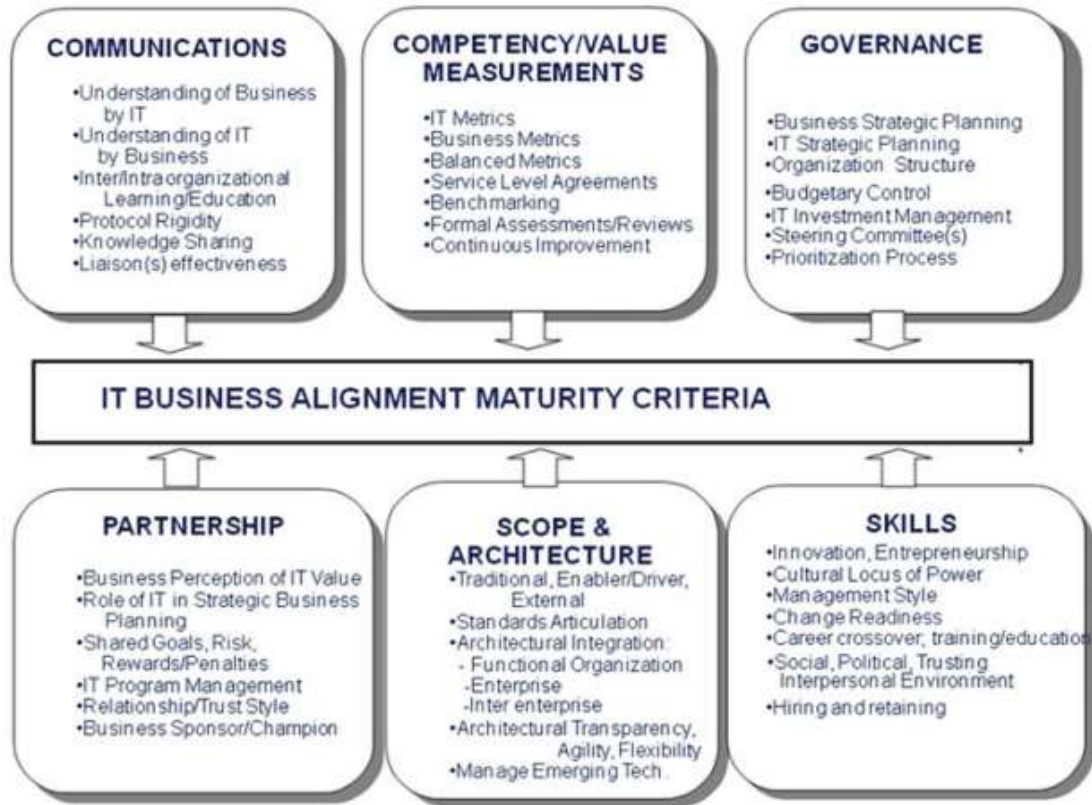 COMMUNICATIONS
•Understanding of Business
by IT
•Understanding of IT
by Business
•Inter/Intraorganizational
Learning/Education
•Protocol Rigidity
•Knowledge Sharing
•Liaison(s) effectiveness
COMPETENCY/VALUE
MEASUREMENTS
•IT Metrics
•Business Metrics
•Balanced Metrics
•Service Level Agreements
•Benchmarking
•Formal Assessments/Reviews
•Continuous Improvement
GOVERNANCE
•Business Strategic Planning
•IT Strategic Planning
•Organization Structure
•Budgetary Control
•IT Investment Management
•Steering Committee(s)
•Prioritization Process
IT BUSINESS ALIGNMENT MATURITY CRITERIA
PARTNERSHIP
•Business Perception of IT Value
•Role of IT in Strategic Business
Planning
•Shared Goals, Risk,
Rewards/Penalties
•IT Program Management
•Relationship/Trust Style
•Business Sponsor/Champion
SCOPE &
ARCHITECTURE
•Traditional, Enabler/Driver,
External
•Standards Articulation
•Architectural Integration:
- Functional Organization
-Enterprise
-Inter enterprise
•Architectural Transparency,
Agility, Flexibility
•Manage Emerging Tech.
SKILLS
•Innovation, Entrepreneurship
•Cultural Locus of Power
•Management Style
•Change Readiness
•Career crossover, training/education
•Social, Political, Trusting
Interpersonal Environment
•Hiring and retaining